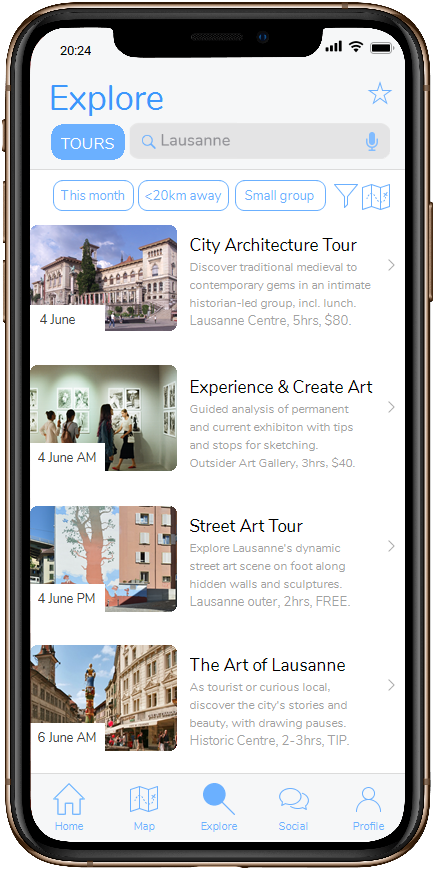 20:24
Explore
TOURS
Lausanne
This month
<20km away
Small group
City Architecture Tour
Discover traditional medieval to
contemporary gems in an intimate
historian-led group, incl. lunch.
Lausanne Centre, 5hrs, $80.
4 June
Experience & Create Art
Guided analysis of permanent
and current exhibiton with tips
and stops for sketching.
Outsider Art Gallery, 3hrs, $40.
4 June AM
Street Art Tour
Explore Lausanne's dynamic
street art scene on foot along
hidden walls and sculptures.
Lausanne outer, 2hrs, FREE.
4 June PM
The Art of Lausanne
As tourist or curious local,
discover the city's stories and
beauty, with drawing pauses.
Historic Centre, 2-3hrs, TIP.
6 June AM
Home
Map
Explore
Social
Profile